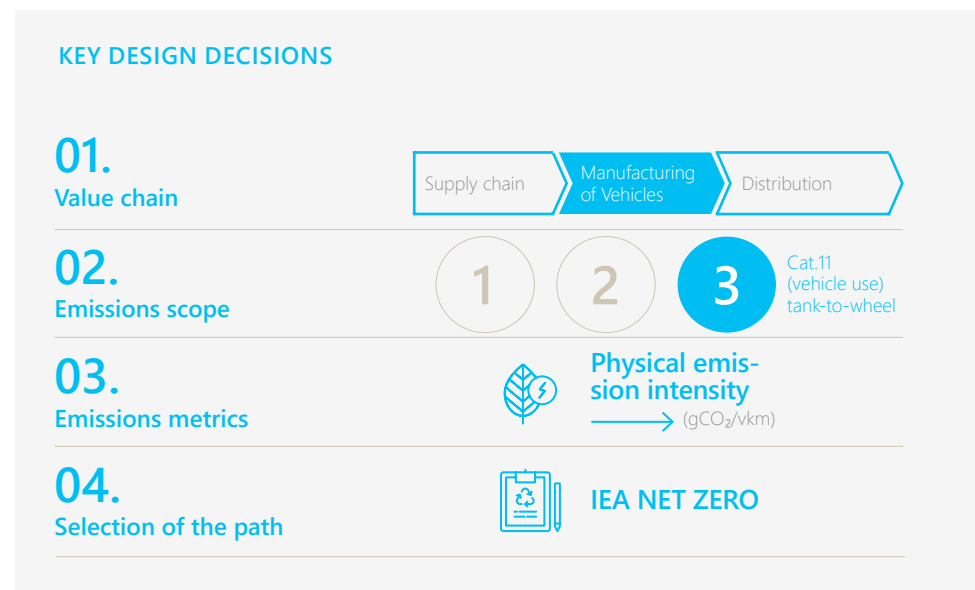 KEY DESIGN DECISIONS
01.
Value chain
Supply chain
Manufacturing
of Vehicles
Distribution
02.
Emissions scope
1
2
3
Cat.11
(vehicle use)
tank-to-wheel
03.
Emissions metrics
Physical emis-
sion intensity
(gCO₂/vkm)
04.
Selection of the path
IEA NET ZERO